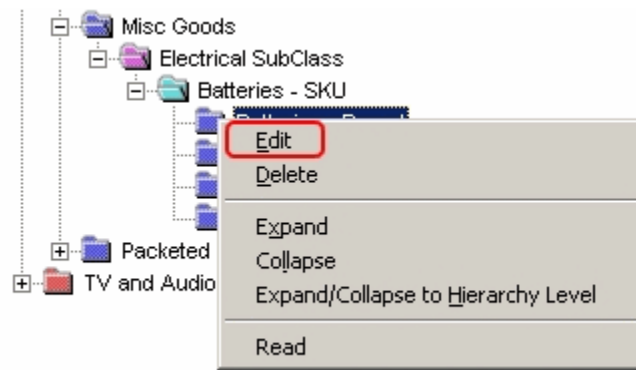 Misc Goods
Electrical SubClass
Batteries - SKU
Edit
Delete
Expand
Collapse
Expand/Collapse to Hierarchy Level
Read
Packeted
TV and Audio